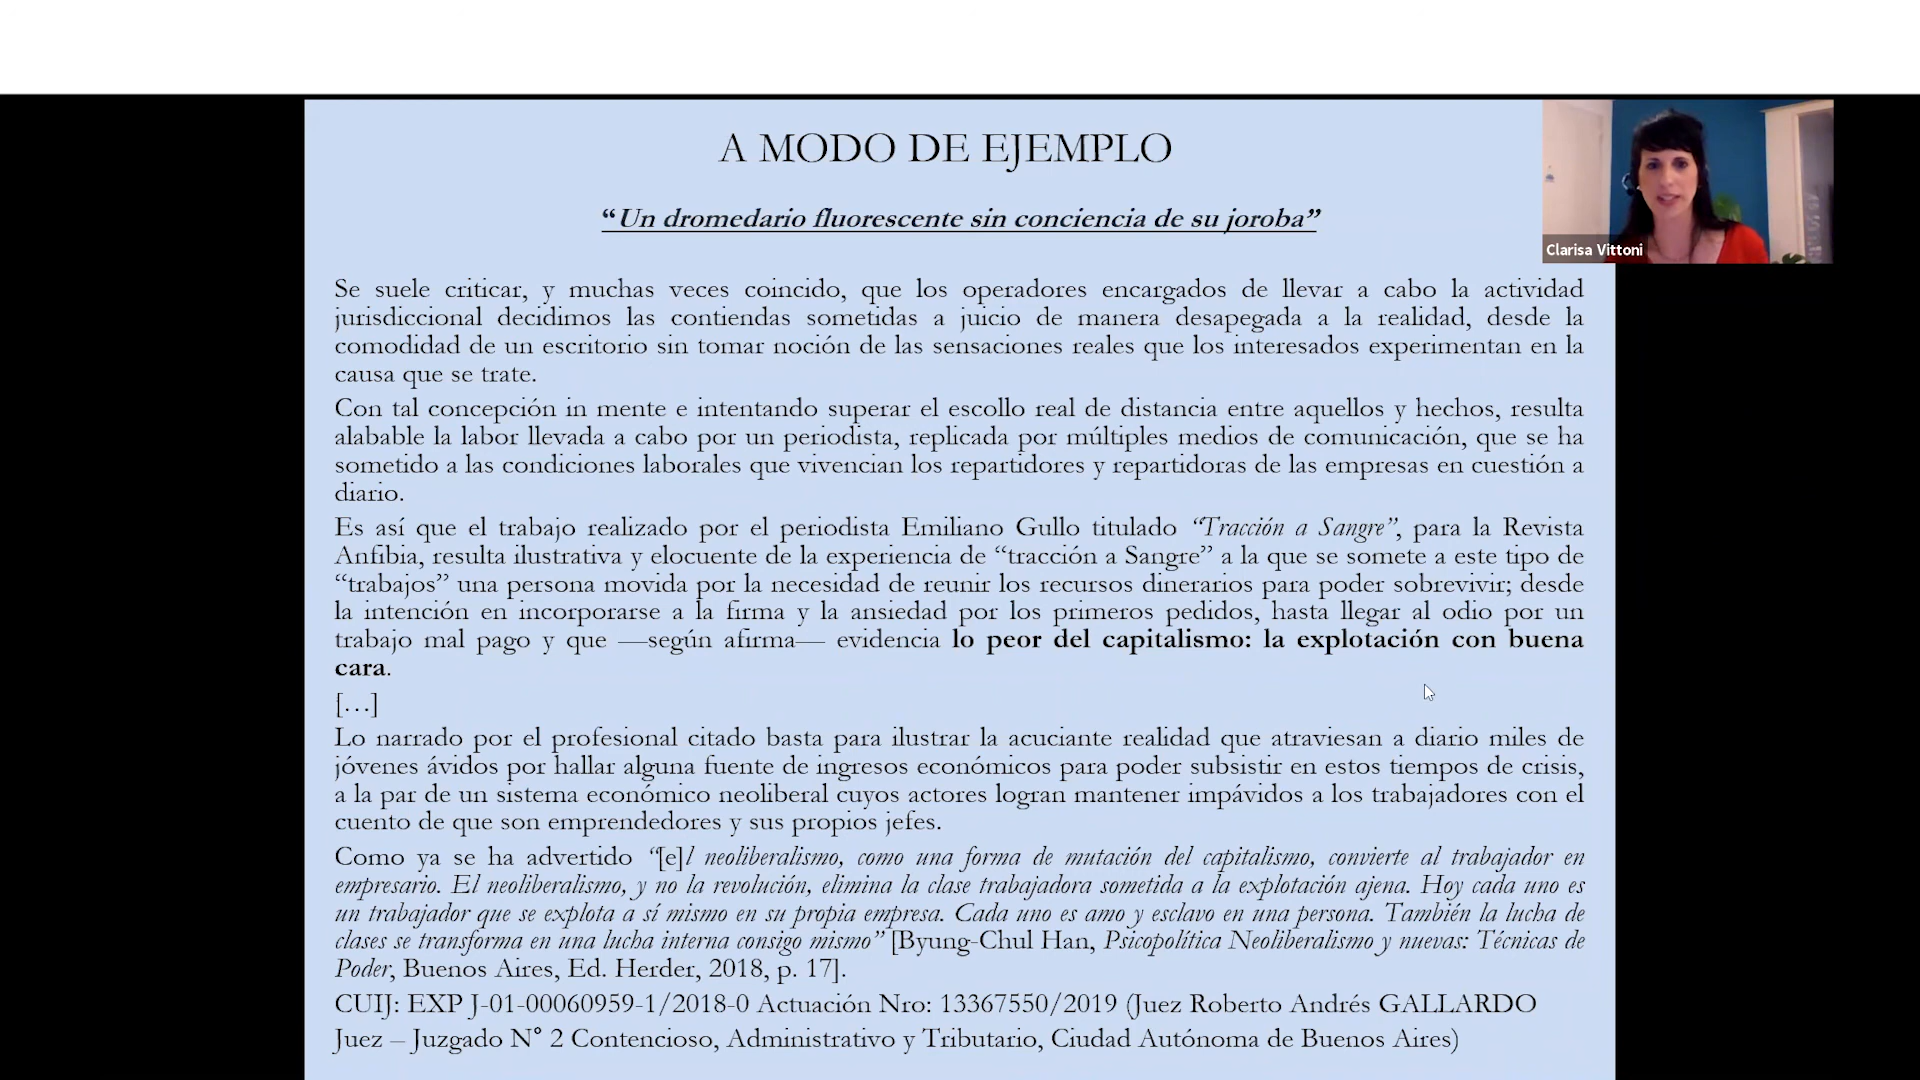 A MODO DE EJEMPLO
“Un dromedario fluorescente sin conciencia de su joroba”
Clarisa Vittoni
Se suele criticar, y muchas veces coincido, que los operadores encargados de llevar a cabo la actividad
jurisdiccional decidimos las contiendas sometidas a juicio de manera desapegada a la realidad, desde la
comodidad de un escritorio sin tomar noción de las sensaciones reales que los interesados experimentan en la
causa que se trate.
Con tal concepción in mente e intentando superar el escollo real de distancia entre aquellos y hechos, resulta
alabable la labor llevada a cabo por un periodista, replicada por múltiples medios de comunicación, que se ha
sometido a las condiciones laborales que vivencian los repartidores y repartidoras de las empresas en cuestión a
diario.
Es así que el trabajo realizado por el periodista Emiliano Gullo titulado “Tracción a Sangre”, para la Revista
Anfibia, resulta ilustrativa y elocuente de la experiencia de “tracción a Sangre” a la que se somete a este tipo de
“trabajos” una persona movida por la necesidad de reunir los recursos dinerarios para poder sobrevivir; desde
la intención en incorporarse a la firma y la ansiedad por los primeros pedidos, hasta llegar al odio por un
trabajo mal pago y que —según afirma— evidencia lo peor del capitalismo: la explotación con buena
cara.
[…]
Lo narrado por el profesional citado basta para ilustrar la acuciante realidad que atraviesan a diario miles de
jóvenes ávidos por hallar alguna fuente de ingresos económicos para poder subsistir en estos tiempos de crisis,
a la par de un sistema económico neoliberal cuyos actores logran mantener impávidos a los trabajadores con el
cuento de que son emprendedores y sus propios jefes.
Como ya se ha advertido “[e]l neoliberalismo, como una forma de mutación del capitalismo, convierte al trabajador en
empresario. El neoliberalismo, y no la revolución, elimina la clase trabajadora sometida a la explotación ajena. Hoy cada uno es
un trabajador que se explota a sí mismo en su propia empresa. Cada uno es amo y esclavo en una persona. También la lucha de
clases se transforma en una lucha interna consigo mismo” [Byung-Chul Han, Psicopolítica Neoliberalismo y nuevas: Técnicas de
Poder, Buenos Aires, Ed. Herder, 2018, p. 17].
CUIJ: EXP J-01-00060959-1/2018-0 Actuación Nro: 13367550/2019 (Juez Roberto Andrés GALLARDO
Juez – Juzgado N° 2 Contencioso, Administrativo y Tributario, Ciudad Autónoma de Buenos Aires)